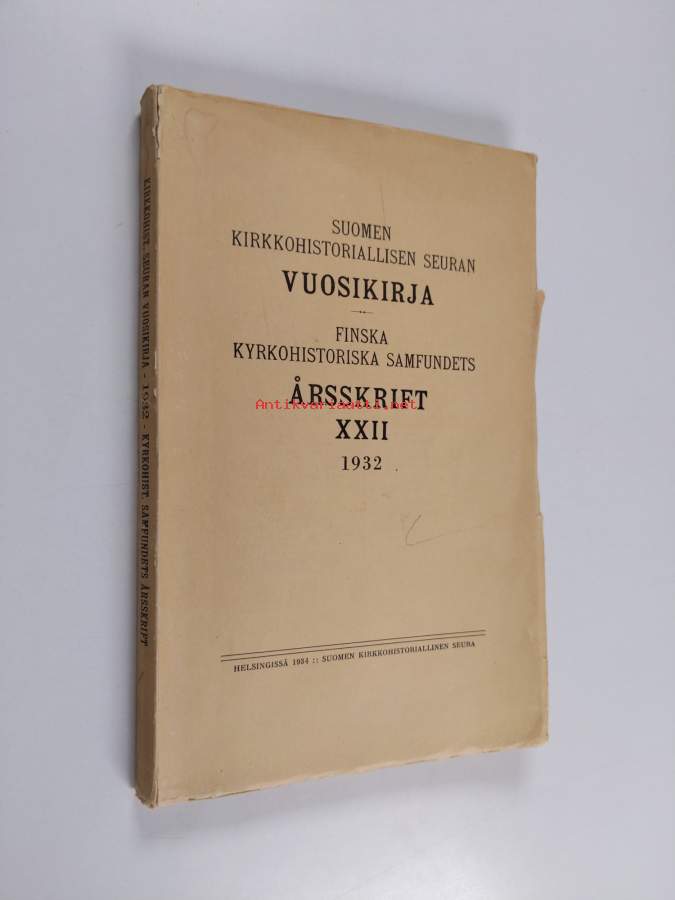 SUOMEN
KIRKKOHISTORIALLISEN SEURAN
VUOSIKIRJA
FINSKA
KYRKOHISTORISKA SAMFUNDETS
ÅRSSKRIFT
XXII
1932
HELSINGISSÄ 1934 :: SUOMEN KIRKKOHISTORIALLINEN SEURA
KIRKKOHIST. SEURAN VUOSIKIRJA - 1932 - KYRKOHIST. SAMFUNDETS ÅRSSKRIFT
Antikvariaatti.net